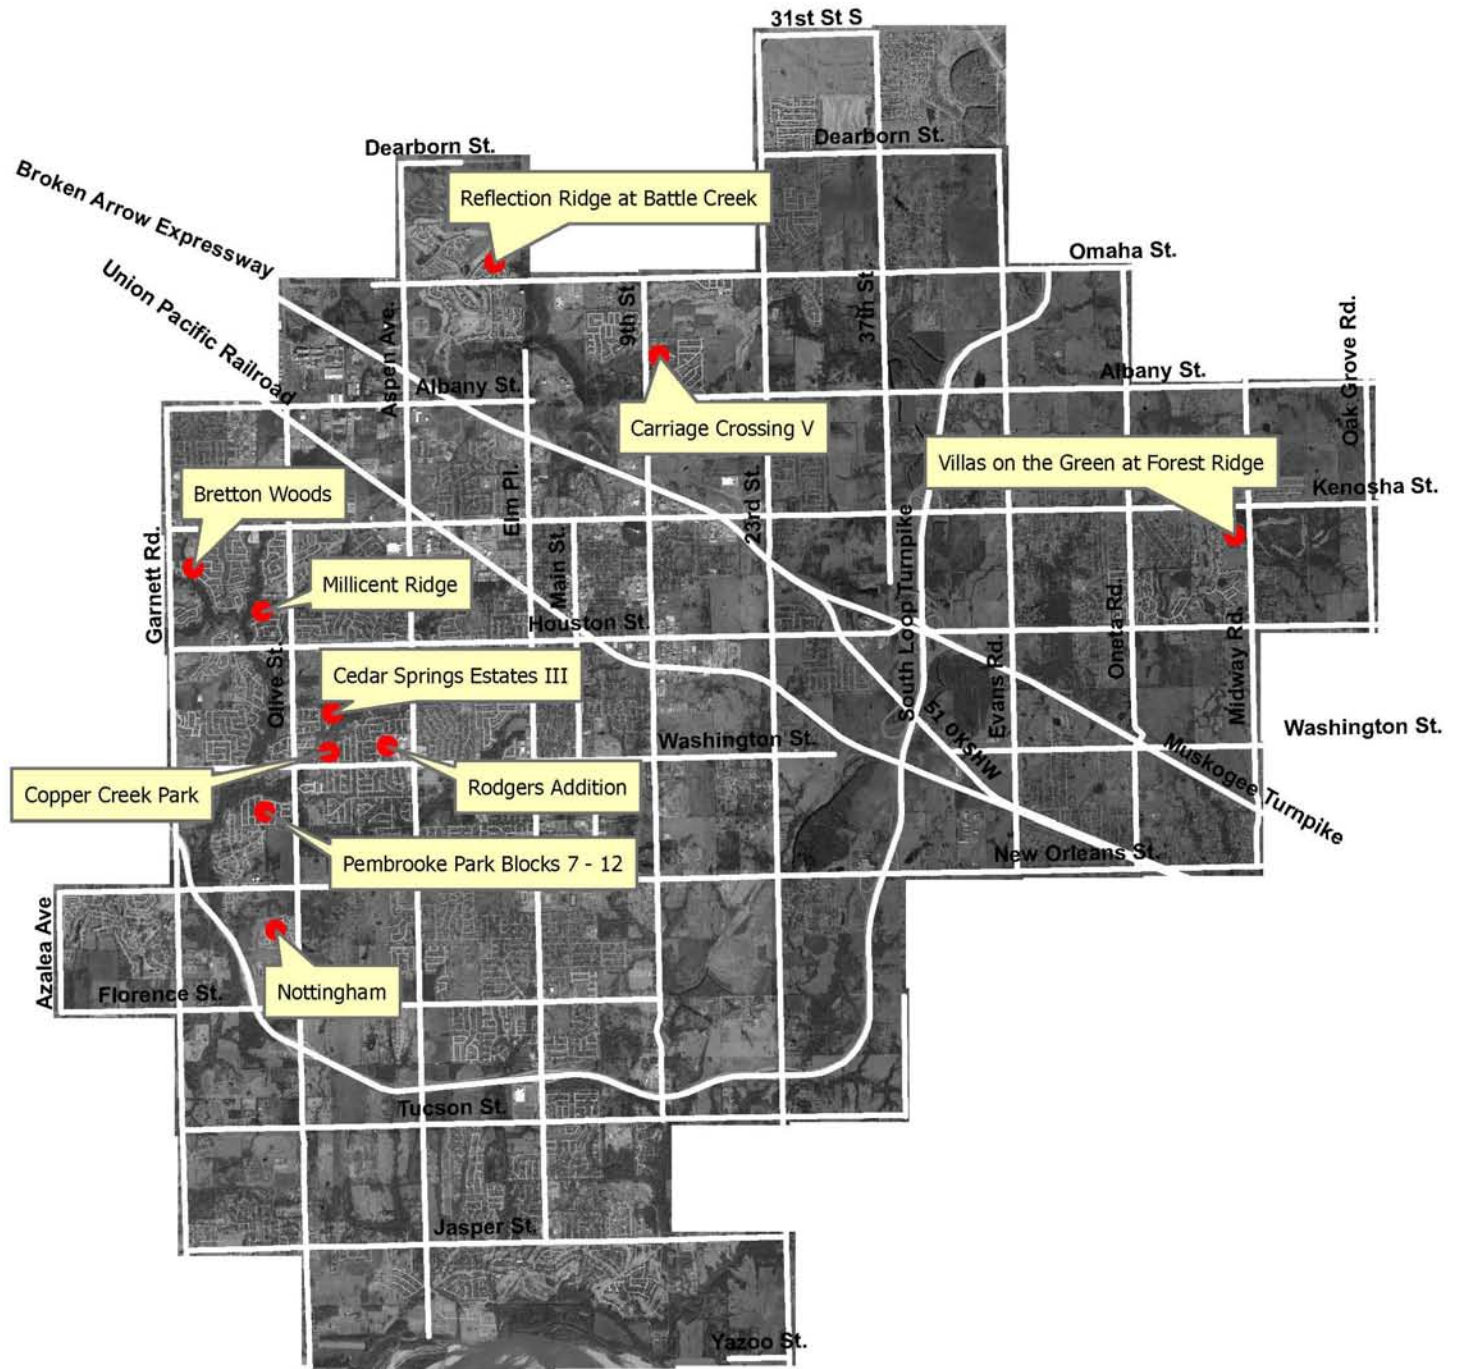 31st St S
Dearborn St.
Dearborn St.
Broken Arrow Expressway
Reflection Ridge at Battle Creek
Omaha St.
Union Pacific Railroad
9th St.
37th St.
Aspen Ave.
Oak Grove Rd.
Albany St.
Albany St.
Carriage Crossing V
Villas on the Green at Forest Ridge
Bretton Woods
Kenosha St.
Elm Pl.
23rd St.
Garnett Rd.
Main St.
South Loop Turnpike
Millicent Ridge
Houston St.
Oneta Rd.
Midway Rd.
Evans Rd.
Olive St.
Cedar Springs Estates III
51 OKSHW
Washington St.
Washington St.
Muskogee Turnpike
Copper Creek Park
Rodgers Addition
Pembrooke Park Blocks 7 - 12
New Orleans St.
Azalea Ave
Nottingham
Florence St.
Tucson St.
Jasper St.
Yazoo St.